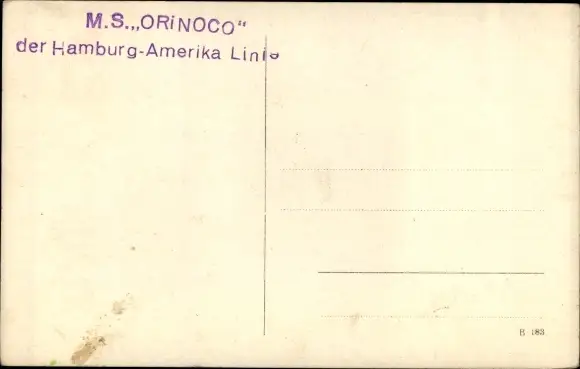 M.S.„ORiNOCO“
der Hamburg-Amerika Linie
E 183